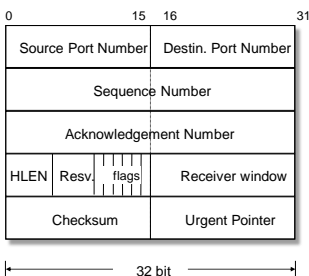 0 15 16 31
Source Port Number Destin. Port Number
Sequence Number
Acknowledgement Number
HLEN Resv. flags Receiver window
Checksum Urgent Pointer
32 bit